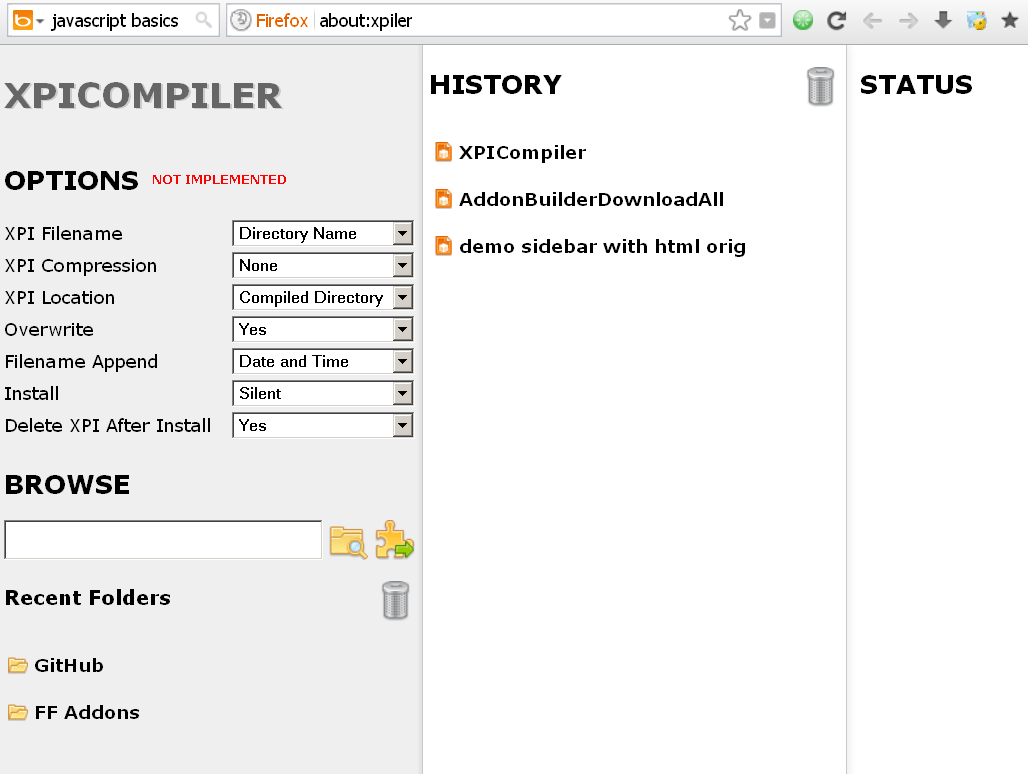 javascript basics
Firefox about:xpiler
XPICOMPILER
OPTIONS NOT IMPLEMENTED
XPI Filename Directory Name
XPI Compression None
XPI Location Compiled Directory
Overwrite Yes
Filename Append Date and Time
Install Silent
Delete XPI After Install Yes
BROWSE
Recent Folders
GitHub
FF Addons
HISTORY
XPICompiler
AddonBuilderDownloadAll
demo sidebar with html orig
STATUS